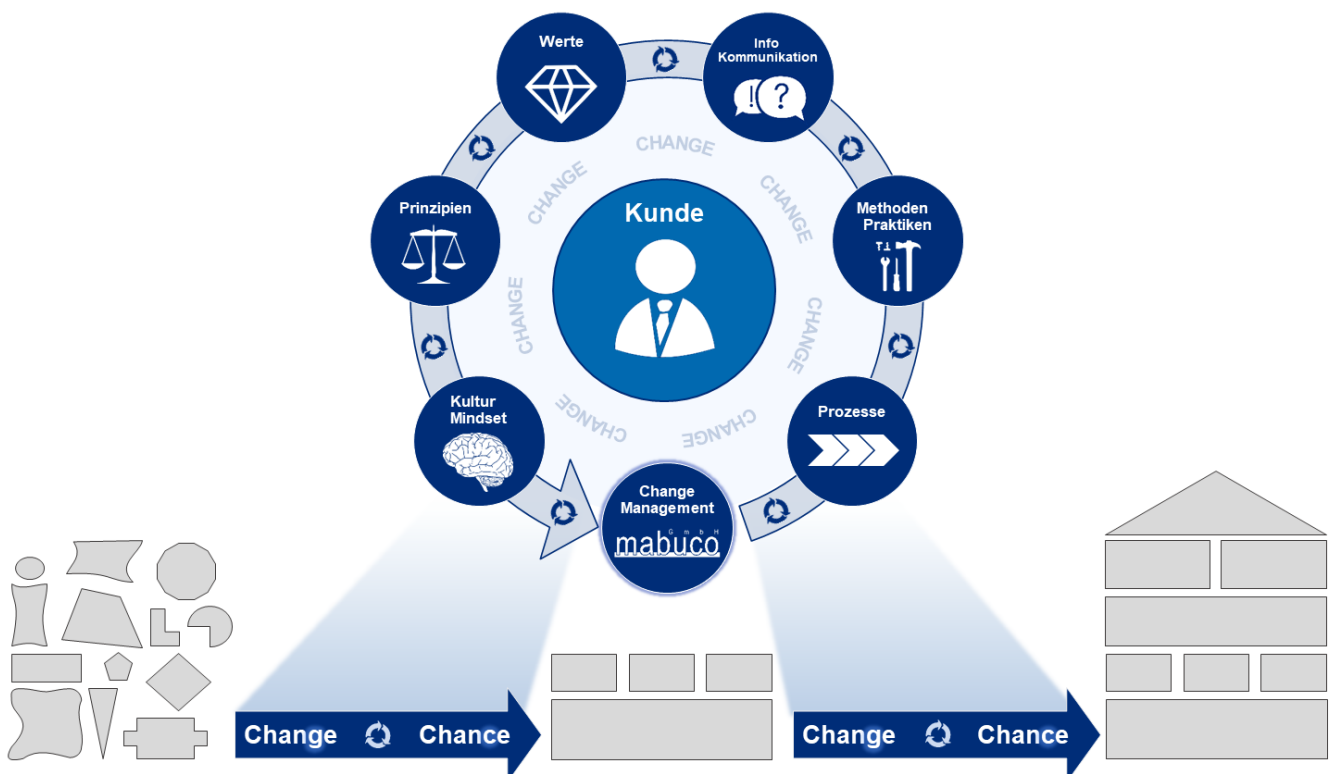 Werte
Info
Kommunikation
! ?
CHANGE
CHANGE
CHANGE
Prinzipien
Kunde
Methoden
Praktiken
CHANGE
CHANGE
Kultur
Mindset
CHANGE
CHANGE
Prozesse
Change
Management
GmbH
mabuco
Change Chance
Change Chance